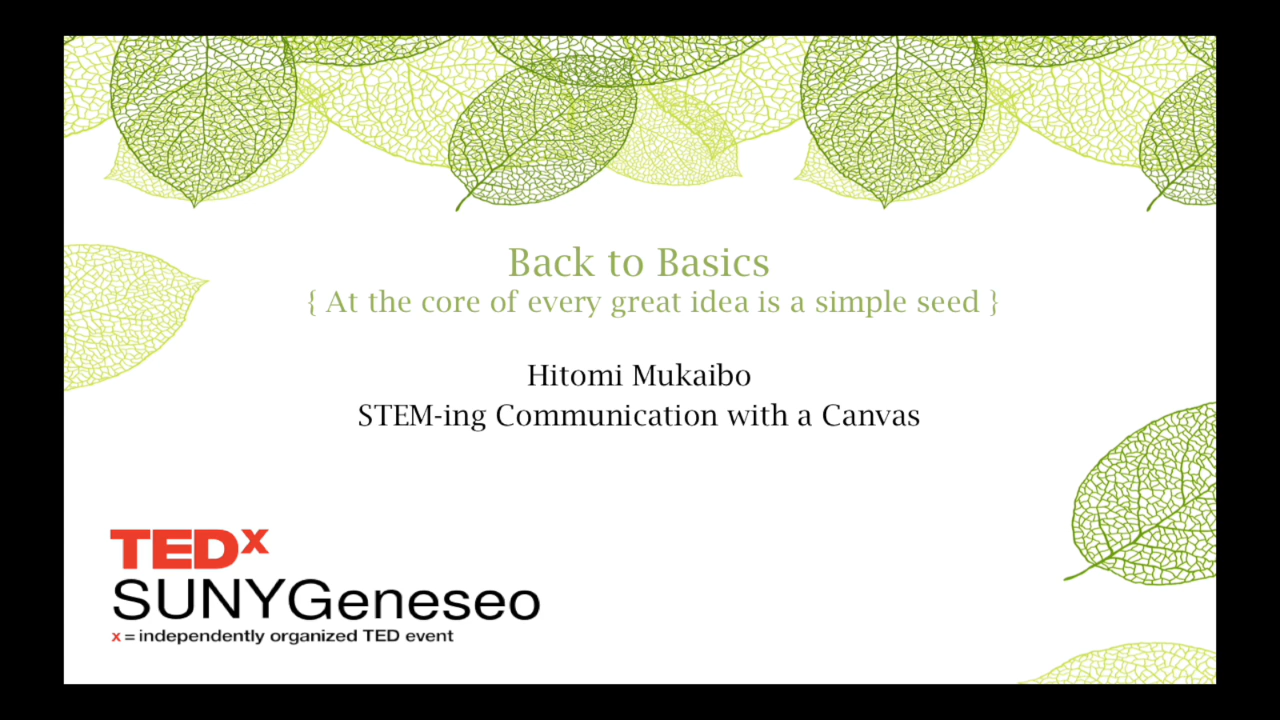 Back to Basics
{ At the core of every great idea is a simple seed }
Hitomi Mukaibo
STEM-ing Communication with a Canvas
TEDx
SUNYGeneseo
x = independently organized TED event